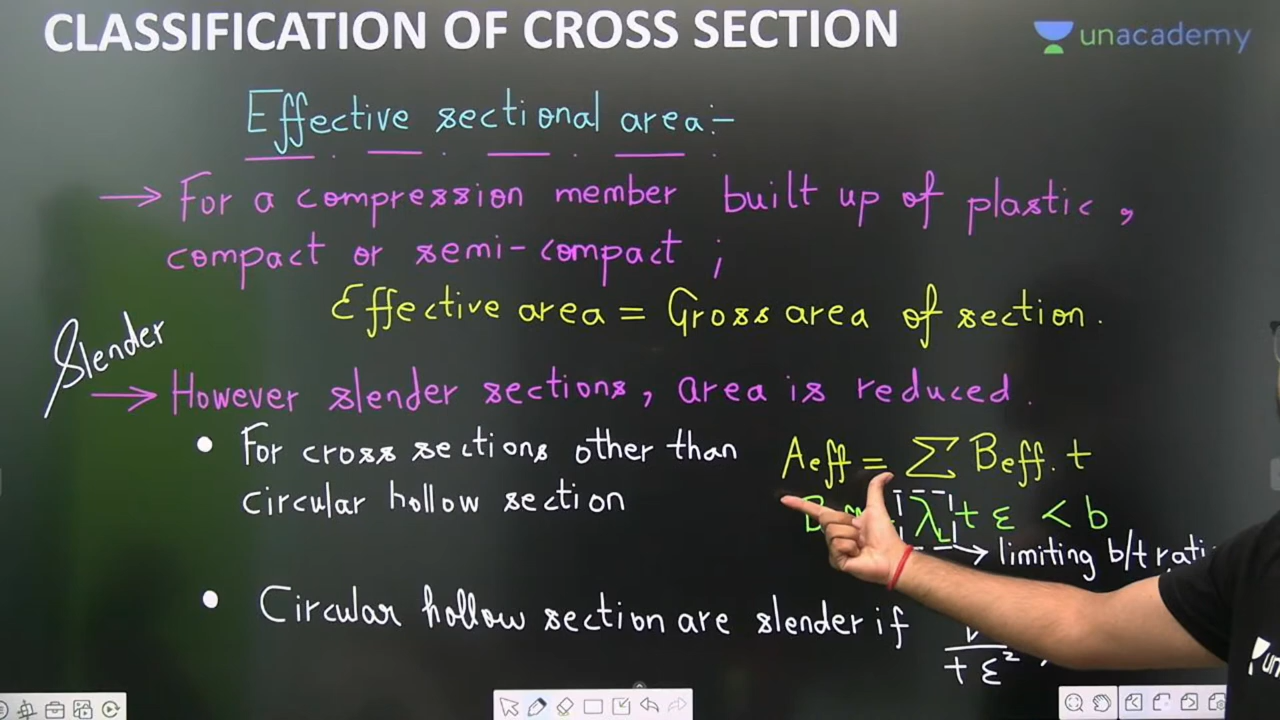 CLASSIFICATION OF CROSS SECTION
unacademy
Effective sectional area:-
→ For a compression member built up of plastic,
compact or semi-compact ;
Effective area = Gross area of section.
Slender
→ However slender sections, area is reduced.
• For cross sections other than
circular hollow section
Aeff = Σ Beff. t
λL t ε < b
→ limiting b/t
• Circular hollow section are slender if
t ε²